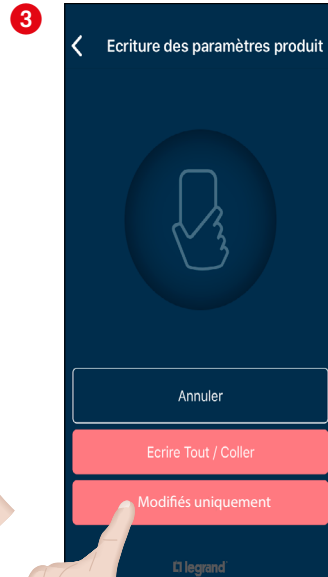 3
Ecriture des paramètres produit
Annuler
Ecrire Tout / Coller
Modifiés uniquement
legrand